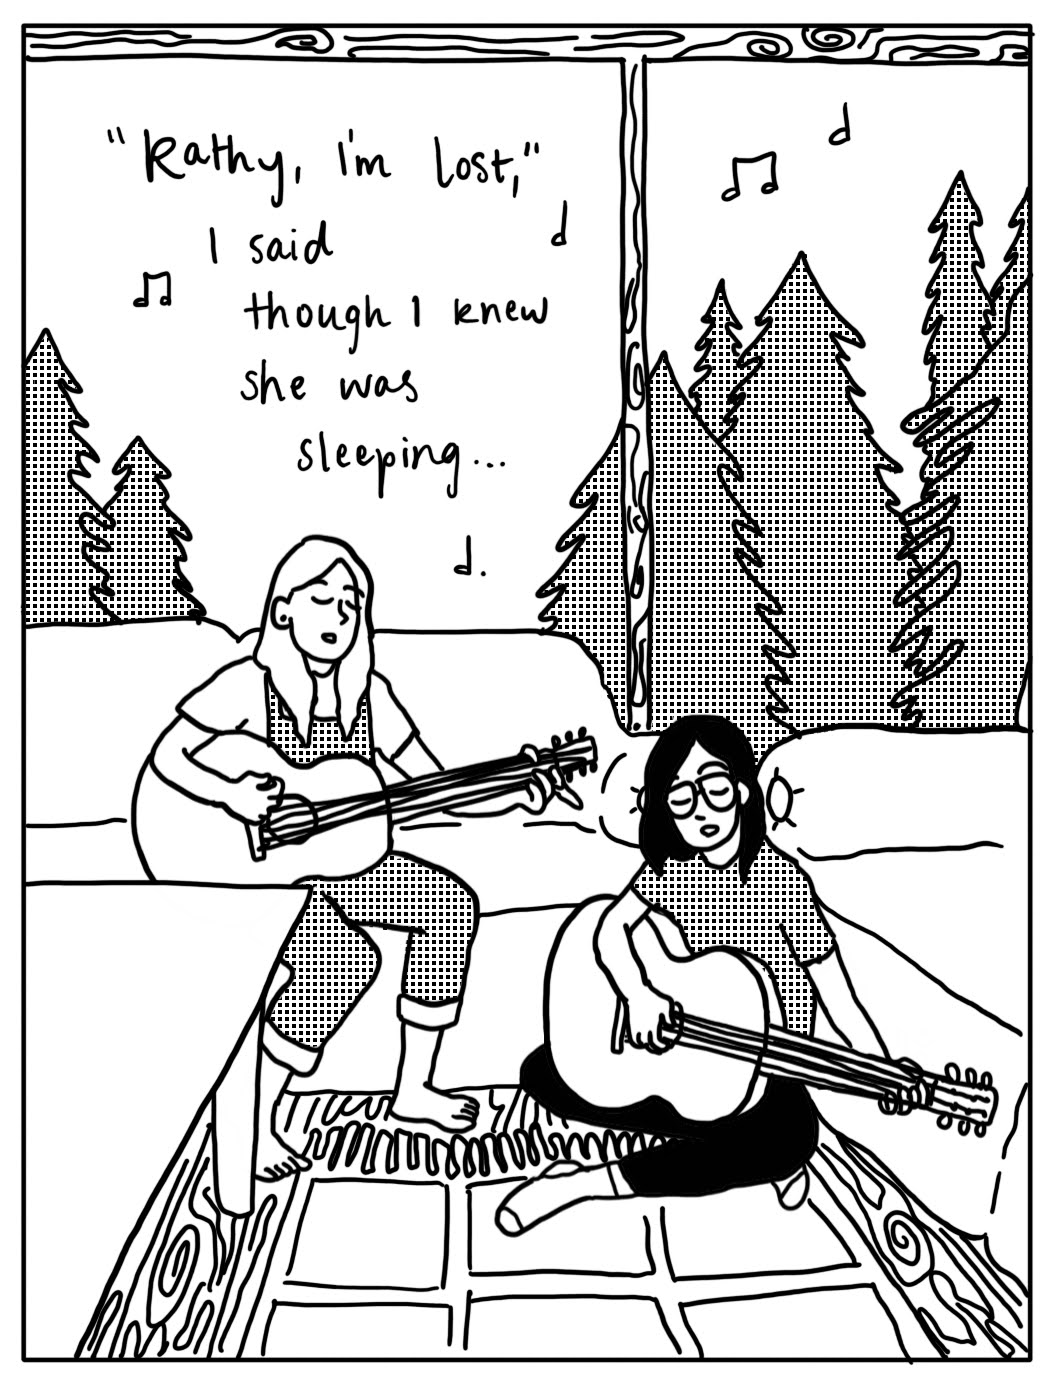 "Kathy, I'm lost,"
I said
though I knew
she was
sleeping...